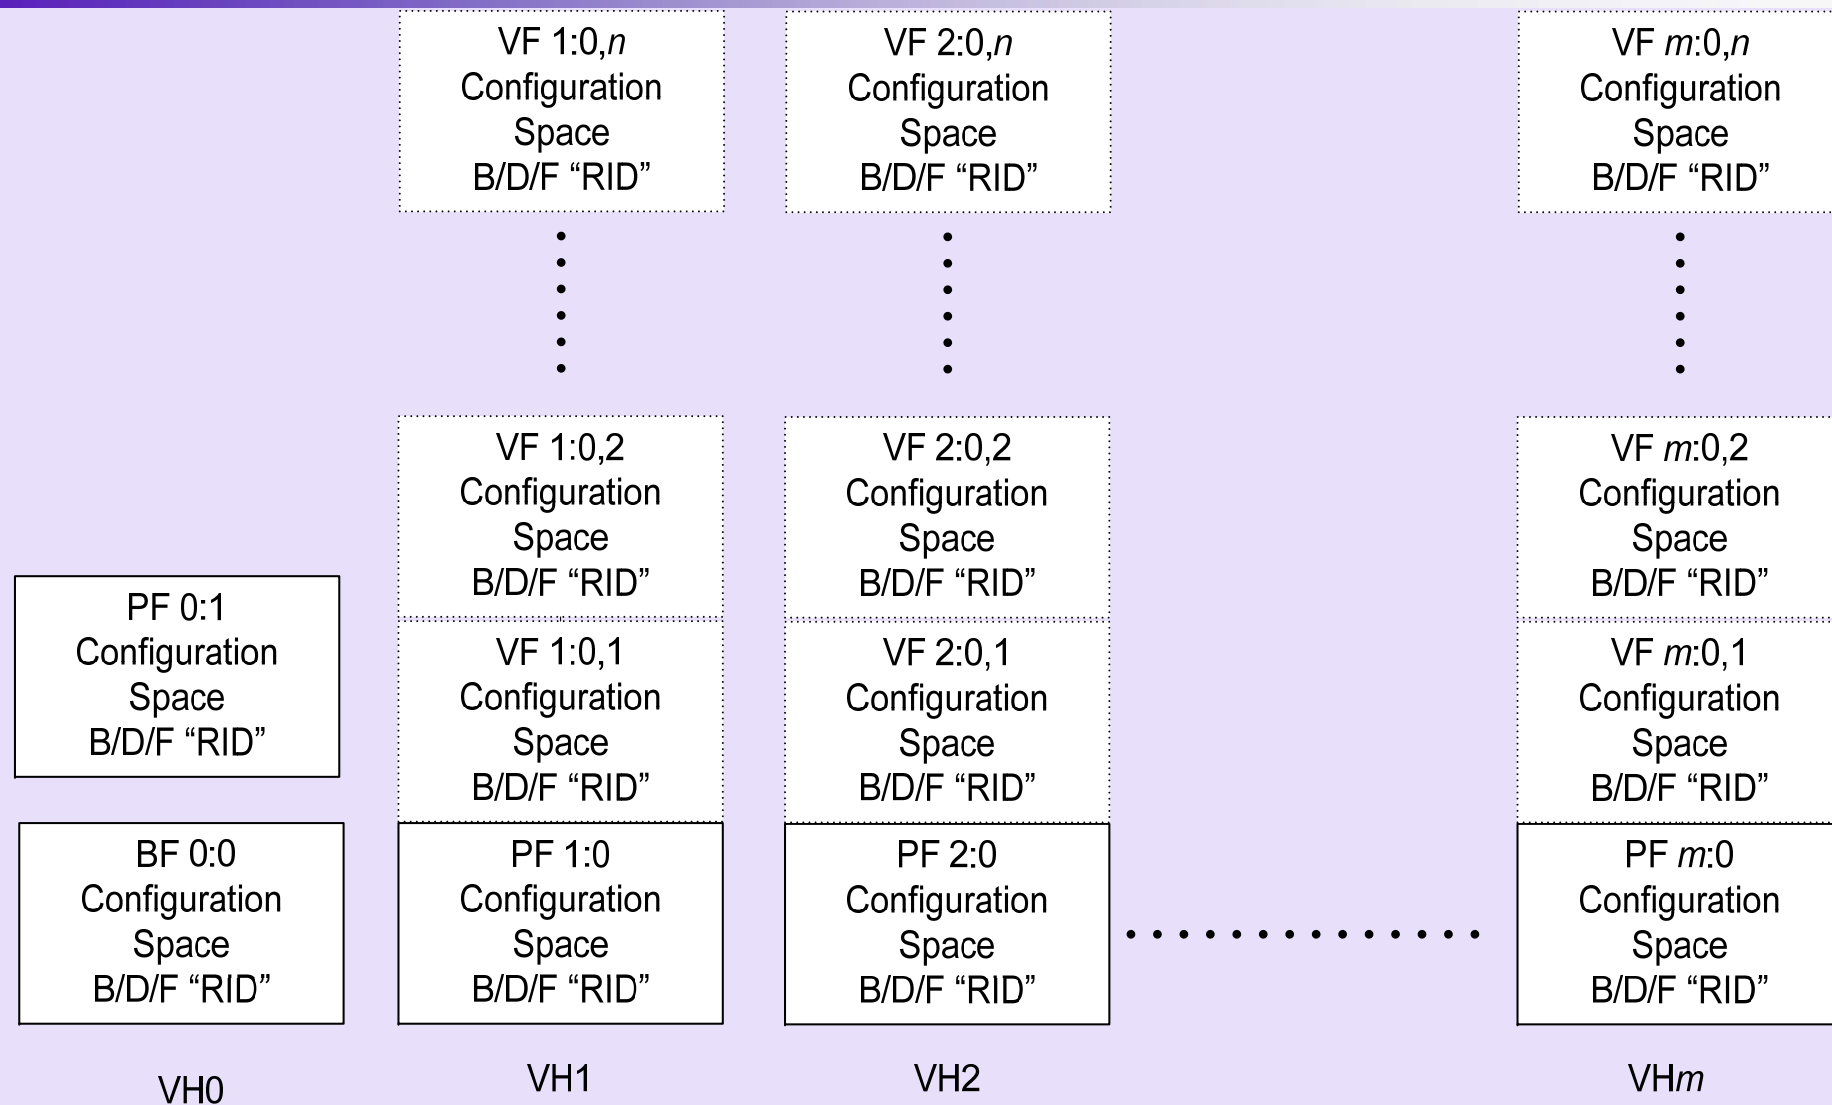 VF 1:0,n
Configuration
Space
B/D/F “RID”
VF 2:0,n
Configuration
Space
B/D/F “RID”
VF m:0,n
Configuration
Space
B/D/F “RID”
VF 1:0,2
Configuration
Space
B/D/F “RID”
VF 2:0,2
Configuration
Space
B/D/F “RID”
VF m:0,2
Configuration
Space
B/D/F “RID”
PF 0:1
Configuration
Space
B/D/F “RID”
VF 1:0,1
Configuration
Space
B/D/F “RID”
VF 2:0,1
Configuration
Space
B/D/F “RID”
VF m:0,1
Configuration
Space
B/D/F “RID”
BF 0:0
Configuration
Space
B/D/F “RID”
PF 1:0
Configuration
Space
B/D/F “RID”
PF 2:0
Configuration
Space
B/D/F “RID”
PF m:0
Configuration
Space
B/D/F “RID”
VH0
VH1
VH2
VHm